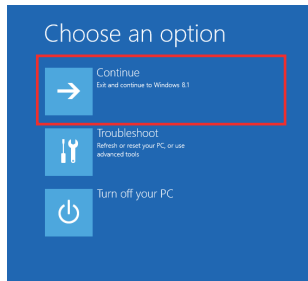 Choose an option
Continue
Exit and continue to Windows 8.1
Troubleshoot
Refresh or reset your PC, or use
advanced tools
Turn off your PC